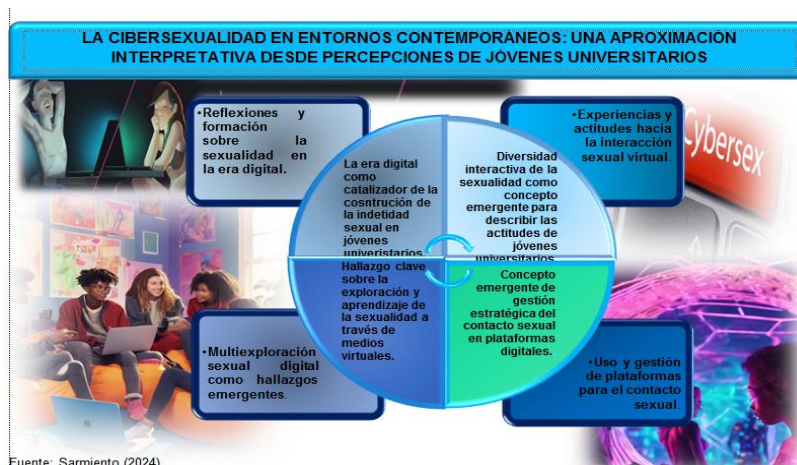 LA CIBERSEXUALIDAD EN ENTORNOS CONTEMPORÁNEOS: UNA APROXIMACIÓN
INTERPRETATIVA DESDE PERCEPCIONES DE JÓVENES UNIVERSITARIOS
•Reflexiones y
formación
sobre la
sexualidad en
la era digital.
•Experiencias y
actitudes hacia
la interacción
sexual virtual.
Cybersex
La era digital
como
catalizador de la
cosntrucción de
la indetidad
sexual en
jóvenes
univeristarios
Diversidad
interactiva de la
sexualidad como
concepto
emergente para
describir las
actitudes de
jóvenes
universitarios
Hallazgo clave
sobre la
exploración y
aprendizaje de
la sexualidad a
través de
medios
virtuales.
Concepto
emergente de
gestión
estratégica del
contacto sexual
en plataformas
digitales.
•Multiexploración
sexual digital
como hallazgos
emergentes.
•Uso y gestión
de plataformas
para el contacto
sexual.
Fuente: Sarmiento (2024)